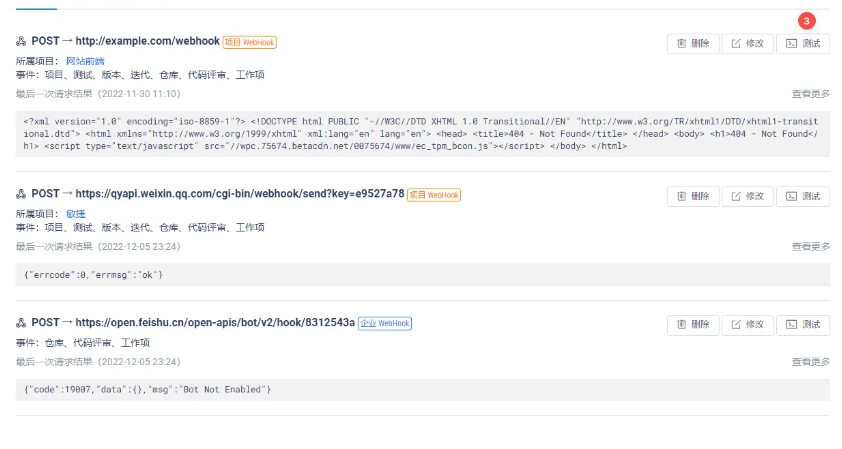 3
POST → http://example.com/webhook 项目 WebHook 删除 修改 测试
所属项目： 网站前端
事件：项目、测试、版本、迭代、仓库、代码评审、工作项
最后一次请求结果（2022-11-30 11:10） 查看更多
<?xml version="1.0" encoding="iso-8859-1"?> <!DOCTYPE html PUBLIC "-//W3C//DTD XHTML 1.0 Transitional//EN" "http://www.w3.org/TR/xhtml1/DTD/xhtml1-transit
ional.dtd"> <html xmlns="http://www.w3.org/1999/xhtml" xml:lang="en" lang="en"> <head> <title>404 - Not Found</title> </head> <body> <h1>404 - Not Found</
h1> <script type="text/javascript" src="//wpc.75674.betacdn.net/0075674/www/ec_tpm_bcon.js"></script> </body> </html>
POST → https://qyapi.weixin.qq.com/cgi-bin/webhook/send?key=e9527a78 项目 WebHook 删除 修改 测试
所属项目： 敏捷
事件：项目、测试、版本、迭代、仓库、代码评审、工作项
最后一次请求结果（2022-12-05 23:24） 查看更多
{"errcode":0,"errmsg":"ok"}
POST → https://open.feishu.cn/open-apis/bot/v2/hook/8312543a 企业 WebHook 删除 修改 测试
事件：仓库、代码评审、工作项
最后一次请求结果（2022-12-05 23:24） 查看更多
{"code":19007,"data":{},"msg":"Bot Not Enabled"}